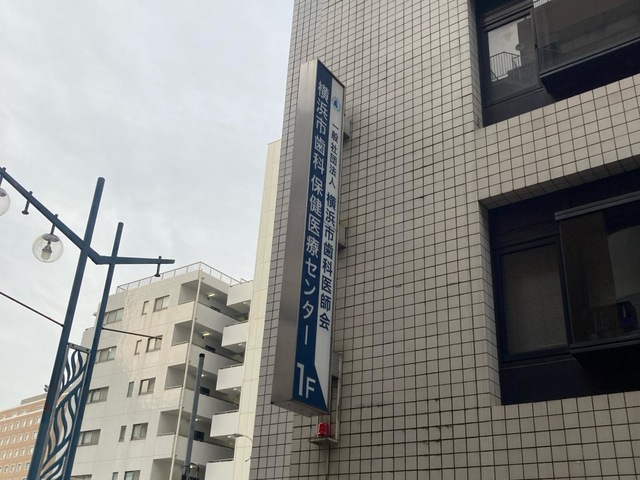 一般社団法人 横浜市歯科医師会
横浜市歯科保健医療センター
1F